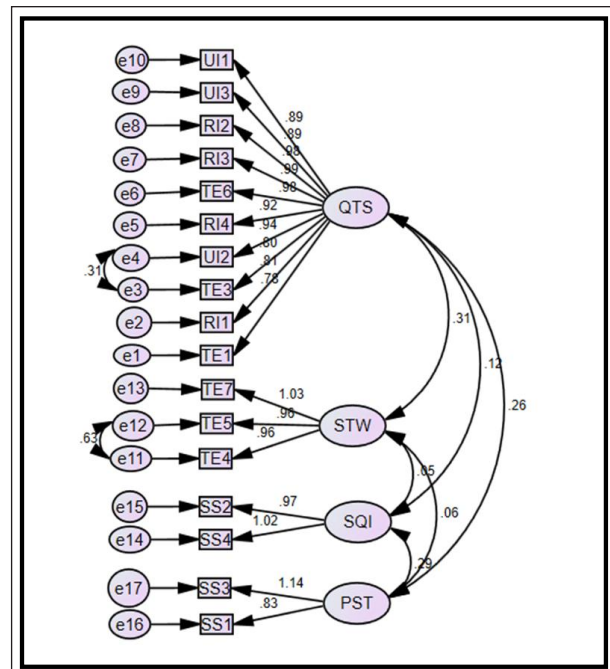 e10 UI1
e9 UI3
.89
e8 RI2
.89
.98
e7 RI3
.99
e6 TE6
.98
QTS
.92
e5 RI4
.94
e4 UI2
.80
.31
.81
e3 TE3
.78
e2 RI1
.31
e1 TE1
.12
e13 TE7
1.03
.26
e12 TE5
.96
STW
.63
.96
e11 TE4
.05
e15 SS2
.97
.06
SQI
1.02
e14 SS4
.29
e17 SS3
1.14
PST
.83
e16 SS1